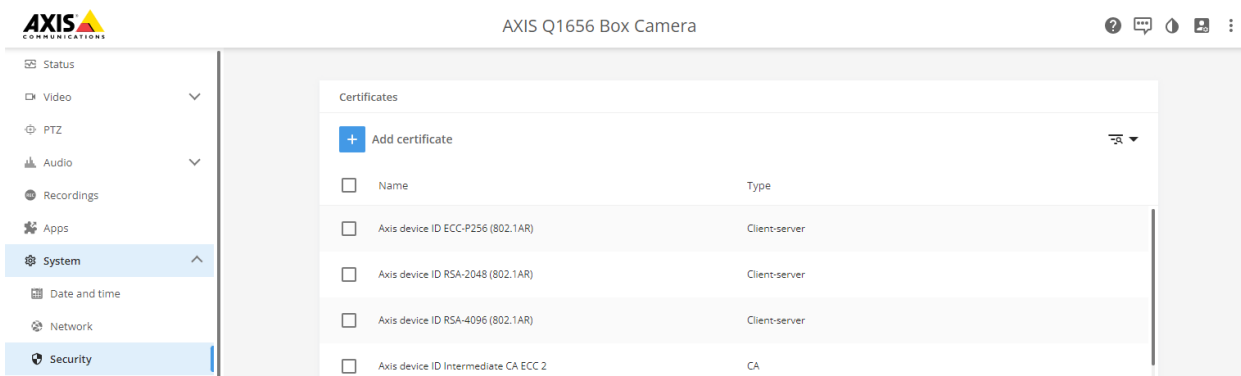 AXIS
COMMUNICATIONS
AXIS Q1656 Box Camera
Status
Video
PTZ
Audio
Recordings
Apps
System
Date and time
Network
Security
Certificates
Add certificate
Name Type
Axis device ID ECC-P256 (802.1AR) Client-server
Axis device ID RSA-2048 (802.1AR) Client-server
Axis device ID RSA-4096 (802.1AR) Client-server
Axis device ID Intermediate CA ECC 2 CA